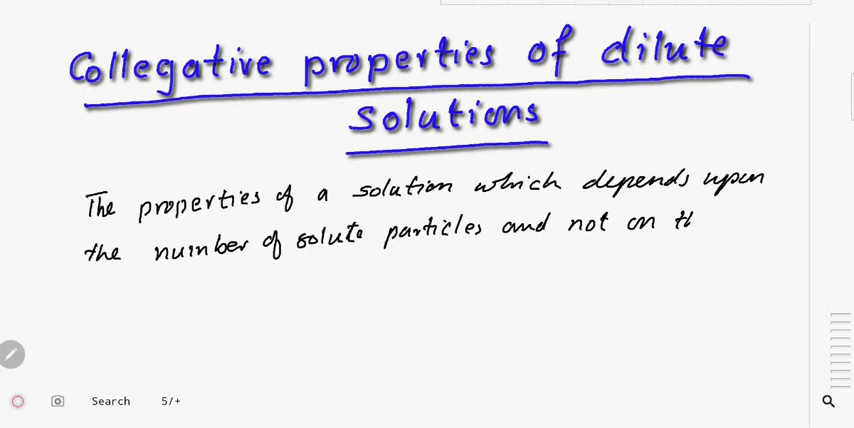 Collegative properties of dilute
solutions
The properties of a solution which depends upon
the number of solute particles and not on th
Search 5/+